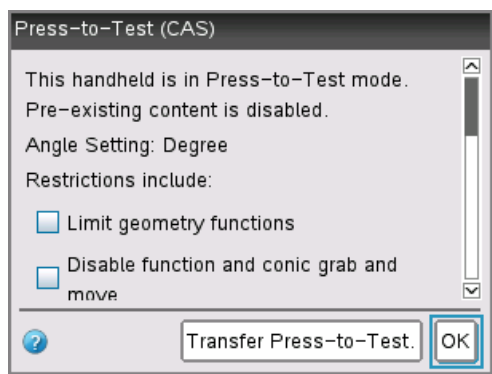 Press-to-Test (CAS)
This handheld is in Press-to-Test mode.
Pre-existing content is disabled.
Angle Setting: Degree
Restrictions include:
Limit geometry functions
Disable function and conic grab and
move
?
Transfer Press-to-Test.
OK